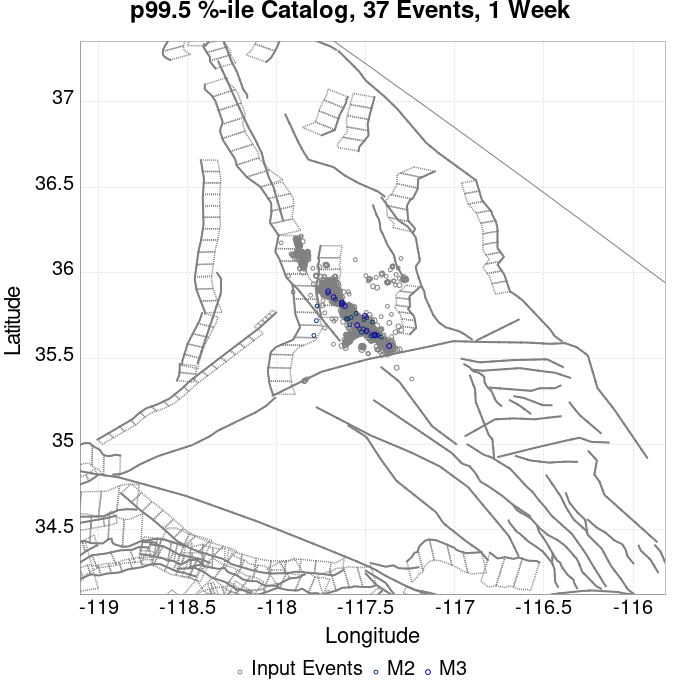 p99.5 %-ile Catalog, 37 Events, 1 Week
37
36.5
36
35.5
35
34.5
Latitude
-119
-118.5
-118
-117.5
-117
-116.5
-116
Longitude
Input Events
M2
M3